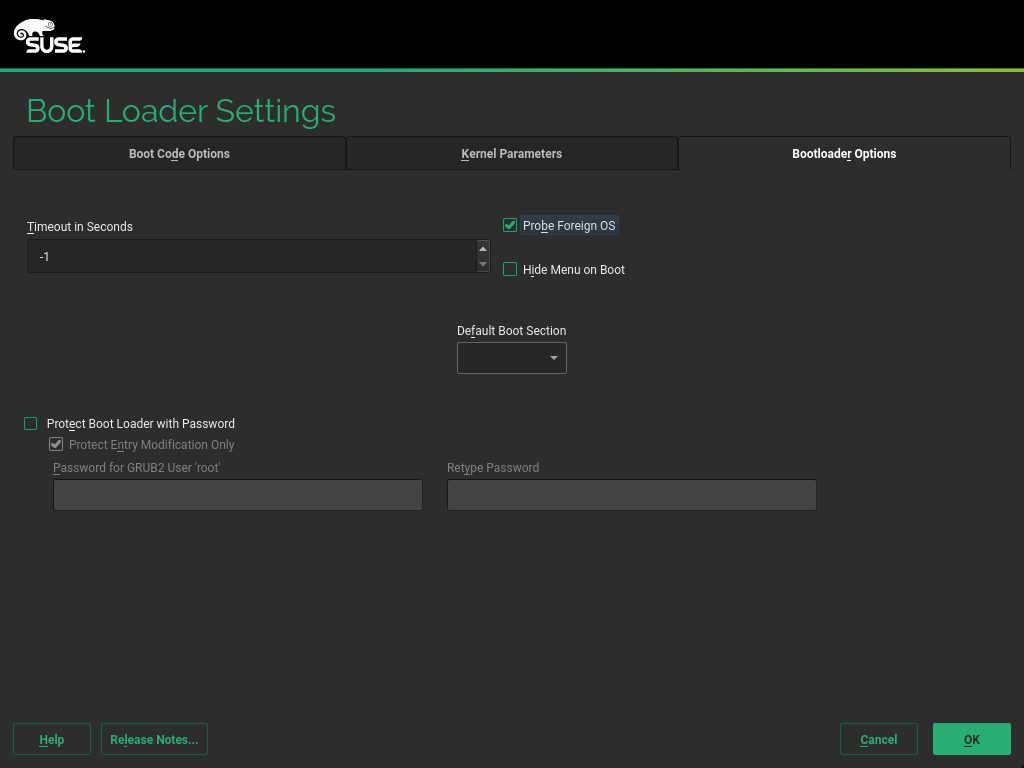 SUSE.
Boot Loader Settings
Boot Code Options Kernel Parameters Bootloader Options
Timeout in Seconds
-1
Probe Foreign OS
Hide Menu on Boot
Default Boot Section
Protect Boot Loader with Password
Protect Entry Modification Only
Password for GRUB2 User 'root' Retype Password
Help Release Notes... Cancel OK